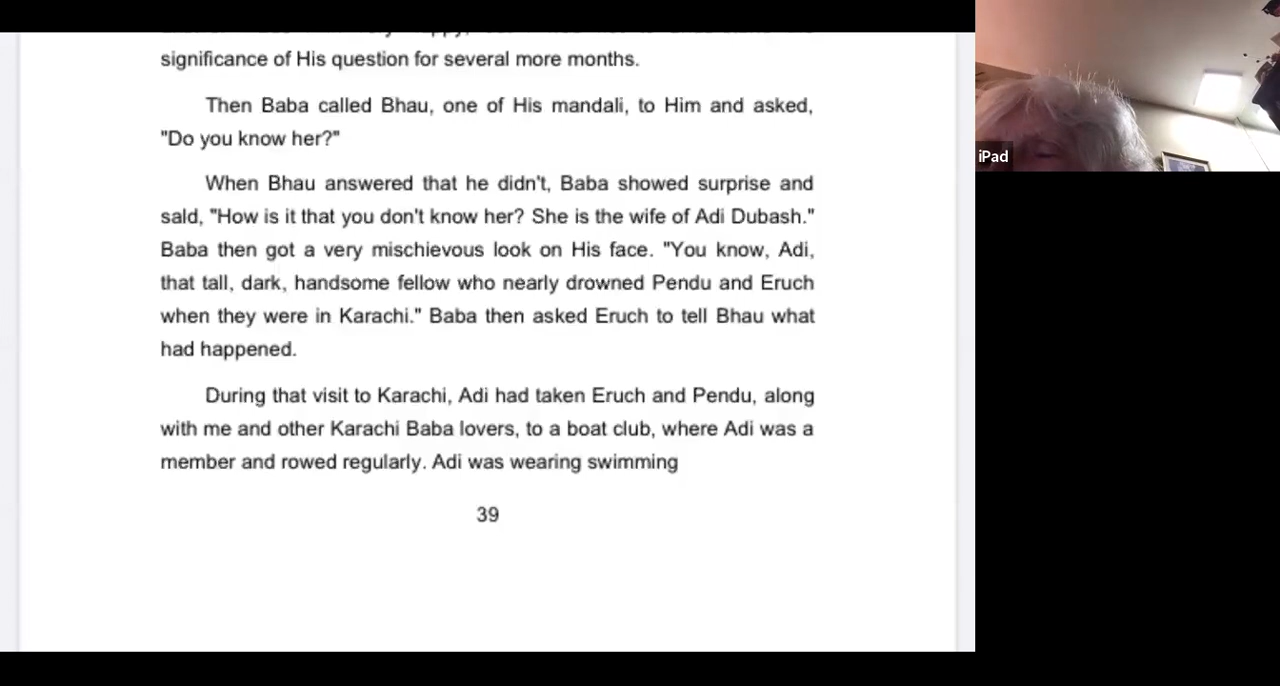 significance of His question for several more months.
Then Baba called Bhau, one of His mandali, to Him and asked,
"Do you know her?"
When Bhau answered that he didn't, Baba showed surprise and
sald, "How is it that you don't know her? She is the wife of Adi Dubash."
Baba then got a very mischievous look on His face. "You know, Adi,
that tall, dark, handsome fellow who nearly drowned Pendu and Eruch
when they were in Karachi." Baba then asked Eruch to tell Bhau what
had happened.
During that visit to Karachi, Adi had taken Eruch and Pendu, along
with me and other Karachi Baba lovers, to a boat club, where Adi was a
member and rowed regularly. Adi was wearing swimming
39
iPad